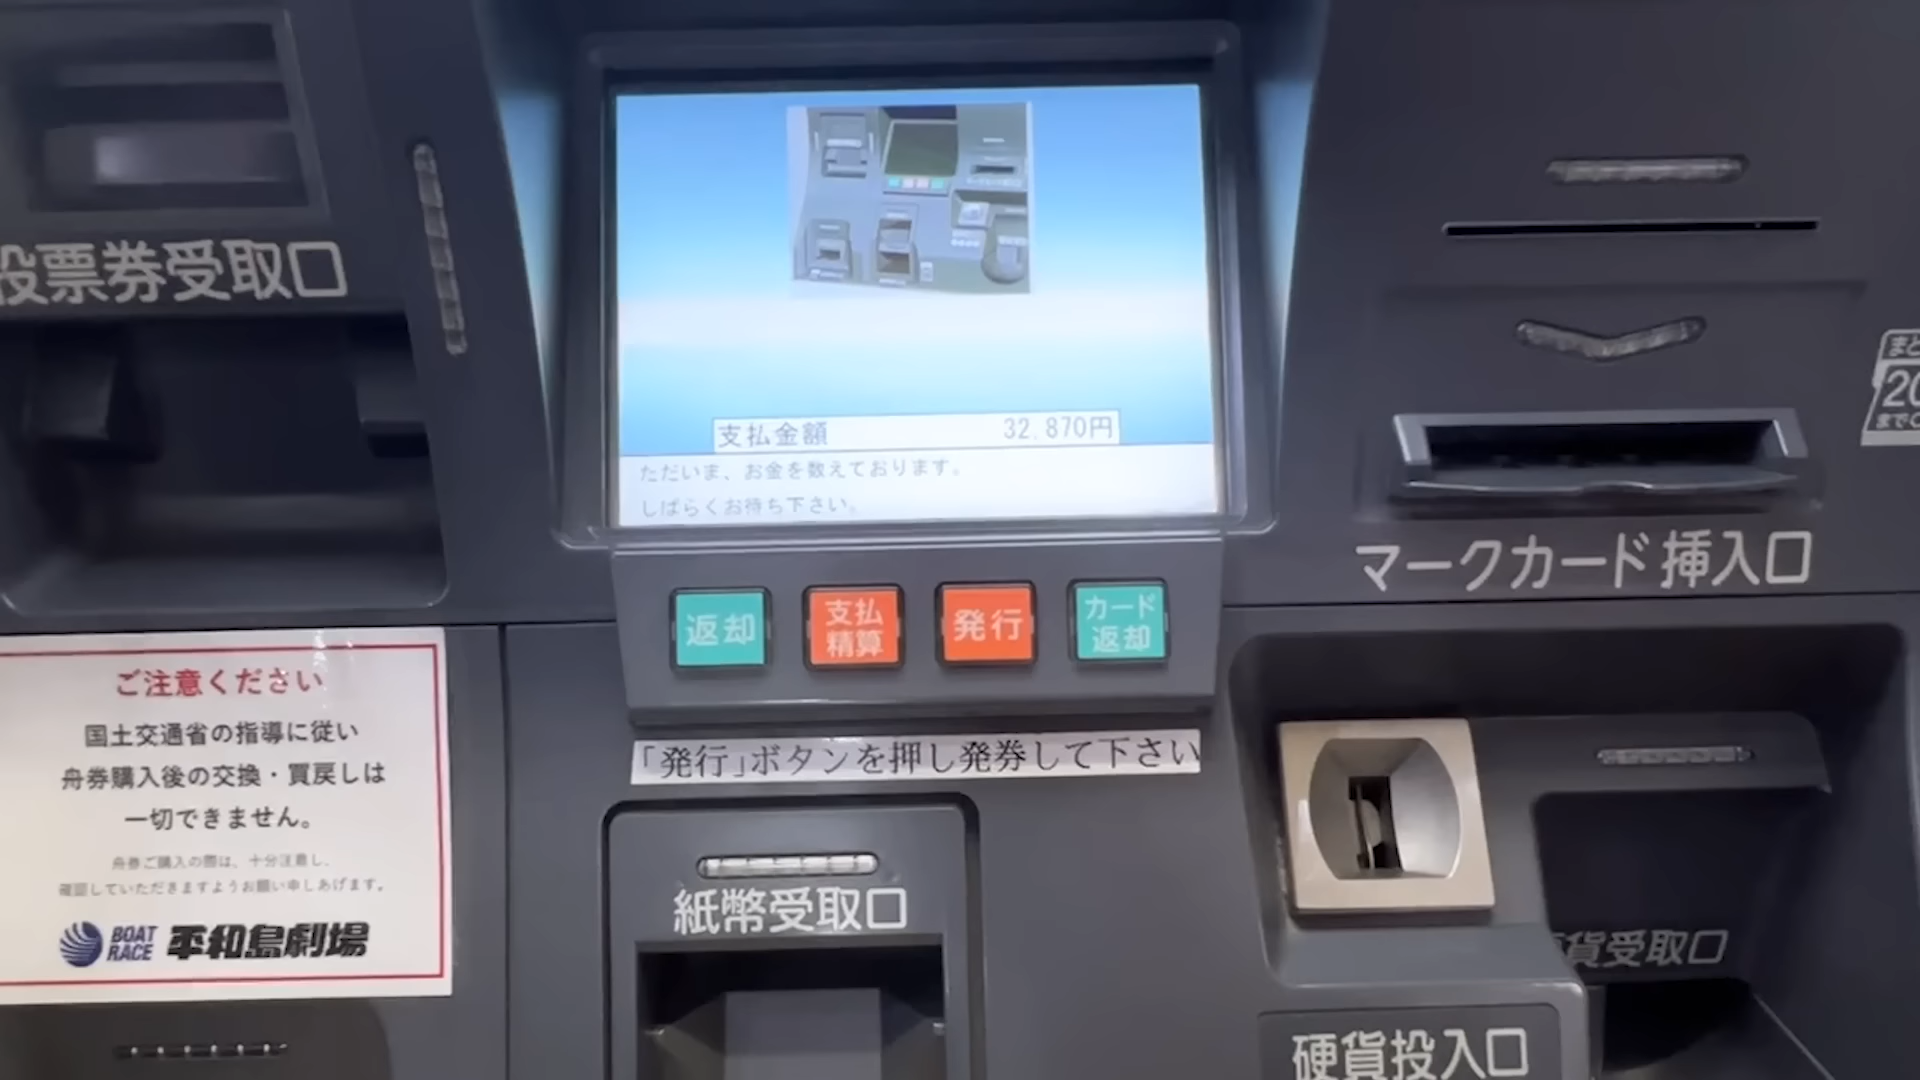 投票券受取口
支払金額 32,870円
ただいま、お金を数えております。
しばらくお待ち下さい。
返却
支払
精算
発行
カード
返却
「発行」ボタンを押し発券して下さい
マークカード挿入口
まと
20
まで
ご注意ください
国土交通省の指導に従い
舟券購入後の交換・買戻しは
一切できません。
舟券ご購入の際は、十分注意し、
確認していただきますようお願い申しあげます。
BOAT
RACE
平和島劇場
紙幣受取口
貨受取口
硬貨投入口